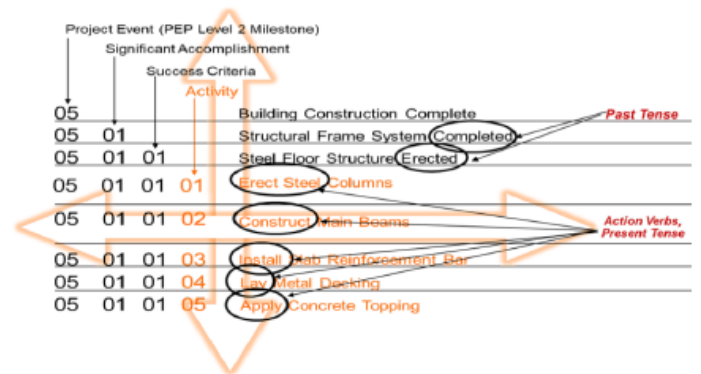 Project Event (PEP Level 2 Milestone)
Significant Accomplishment
Success Criteria
Activity
05 Building Construction Complete
Past Tense
05 01 Structural Frame System Completed
05 01 01 Steel Floor Structure Erected
05 01 01 01 Erect Steel Columns
05 01 01 02 Construct Main Beams
Action Verbs,
Present Tense
05 01 01 03 Install Slab Reinforcement Bar
05 01 01 04 Lay Metal Decking
05 01 01 05 Apply Concrete Topping